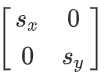 [ s_x 0 ]
[ 0 s_y ]